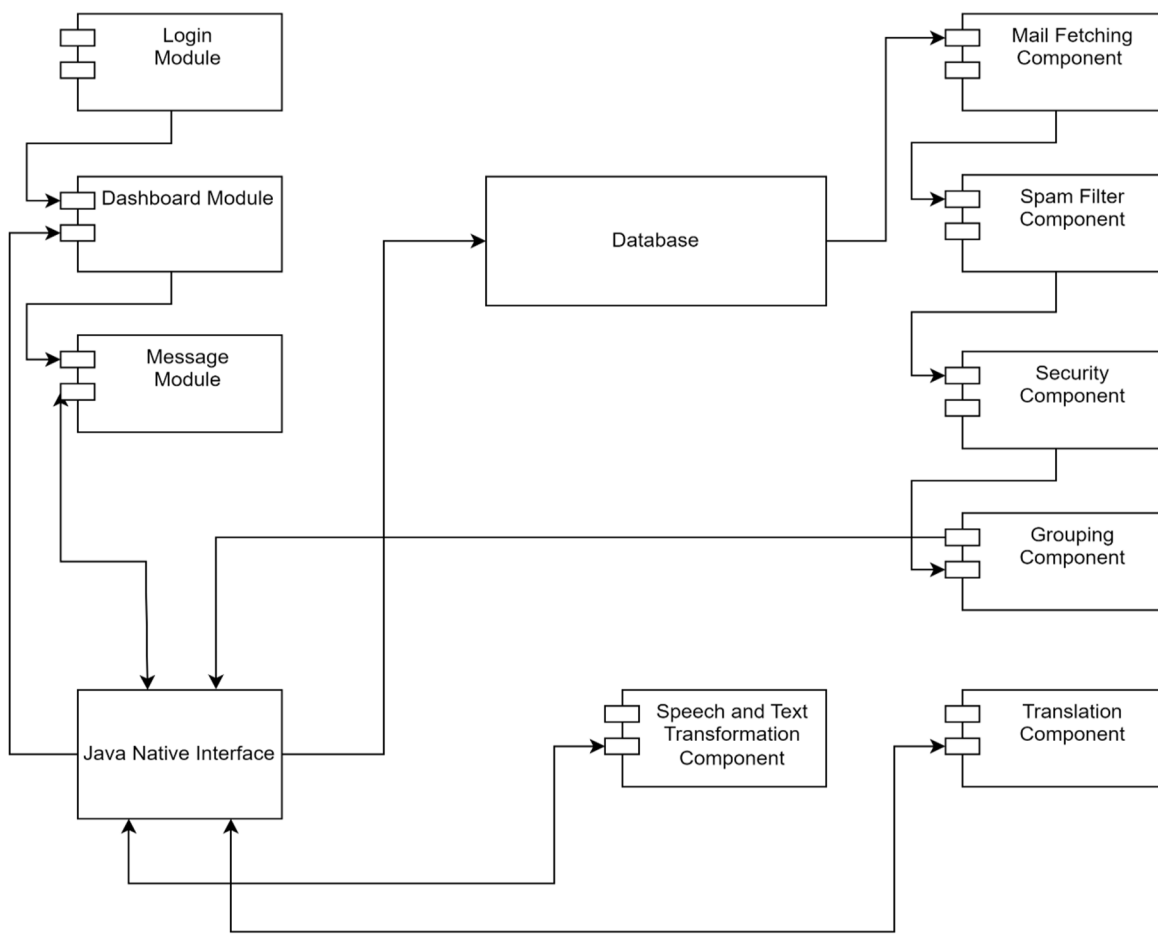 Login
Module
Mail Fetching
Component
Dashboard Module
Spam Filter
Component
Database
Message
Module
Security
Component
Grouping
Component
Java Native Interface
Speech and Text
Transformation
Component
Translation
Component